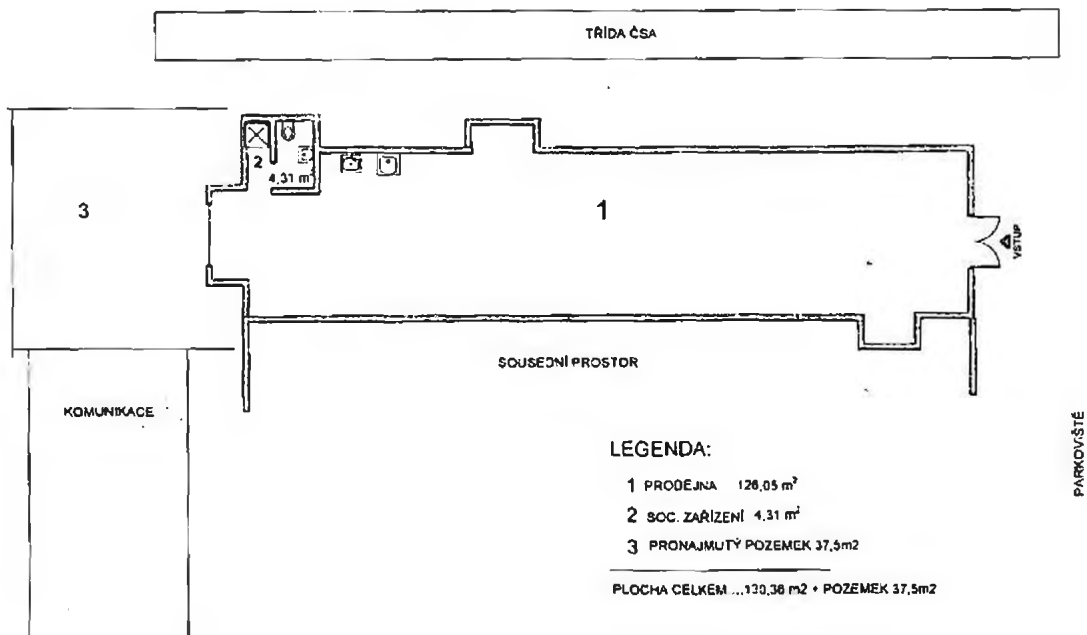 TŘÍDA ČSA
2
4,31 m²
3
1
VSTUP
SOUSEDNÍ PROSTOR
KOMUNIKACE
PARKOVIŠTĚ
LEGENDA:
1 PRODEJNA 126,05 m²
2 SOC. ZAŘÍZENÍ 4,31 m²
3 PRONAJMUTÝ POZEMEK 37,5m2
PLOCHA CELKEM ...130,36 m2 + POZEMEK 37,5m2